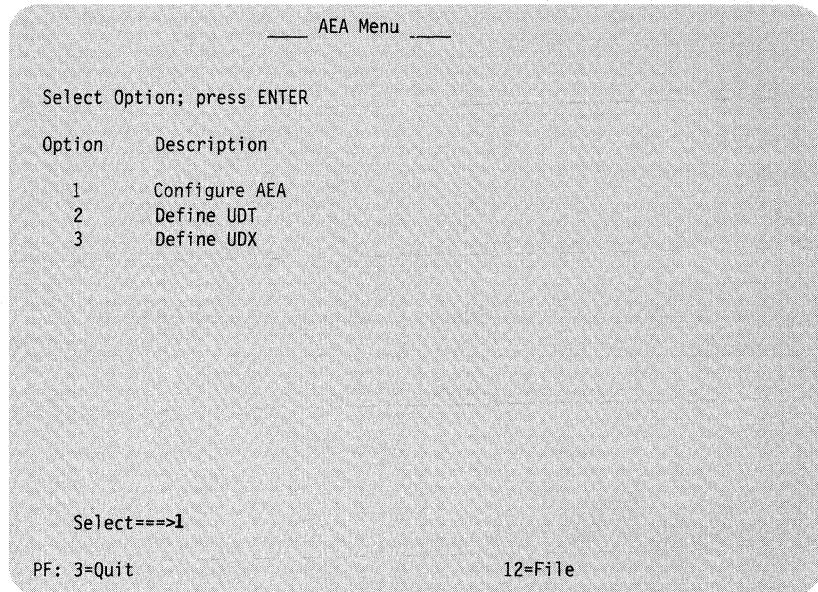 ____ AEA Menu ____
Select Option; press ENTER
Option Description
1 Configure AEA
2 Define UDT
3 Define UDX
Select===>1
PF: 3=Quit 12=File